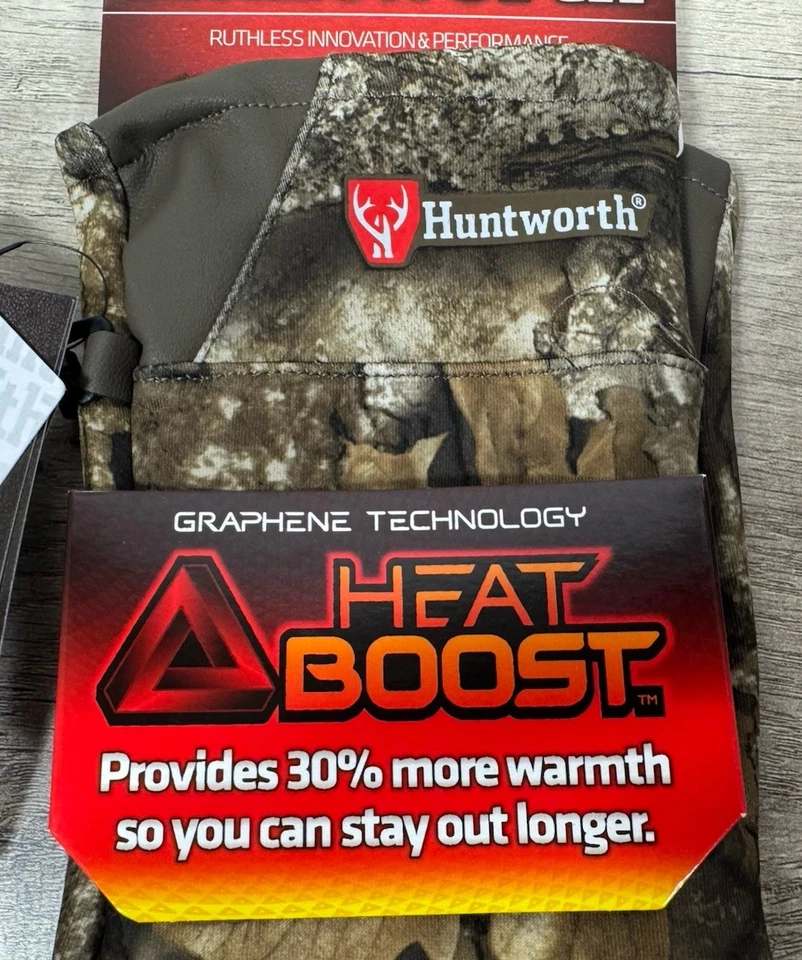 RUTHLESS INNOVATION & PERFORMANCE
Huntworth®
GRAPHENE TECHNOLOGY
HEAT
BOOST™
Provides 30% more warmth
so you can stay out longer.